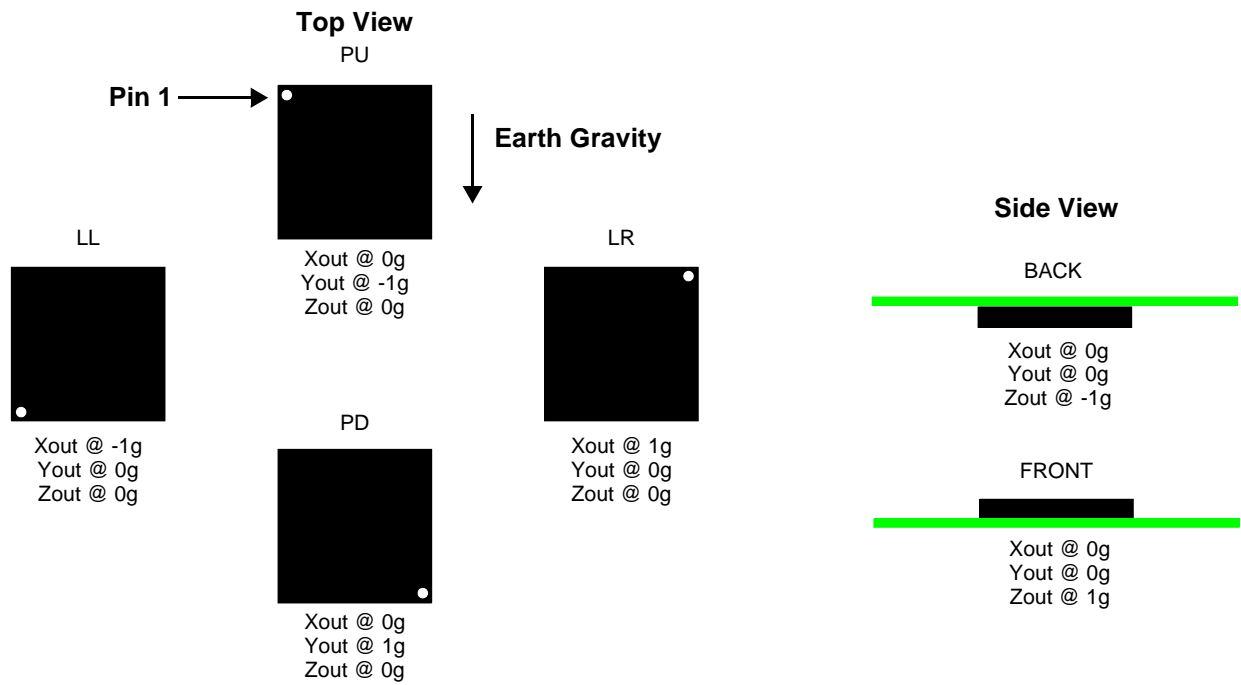 Top View
PU
Pin 1
Earth Gravity
Xout @ 0g
Yout @ -1g
Zout @ 0g
LL
Xout @ -1g
Yout @ 0g
Zout @ 0g
LR
Xout @ 1g
Yout @ 0g
Zout @ 0g
PD
Xout @ 0g
Yout @ 1g
Zout @ 0g
Side View
BACK
Xout @ 0g
Yout @ 0g
Zout @ -1g
FRONT
Xout @ 0g
Yout @ 0g
Zout @ 1g